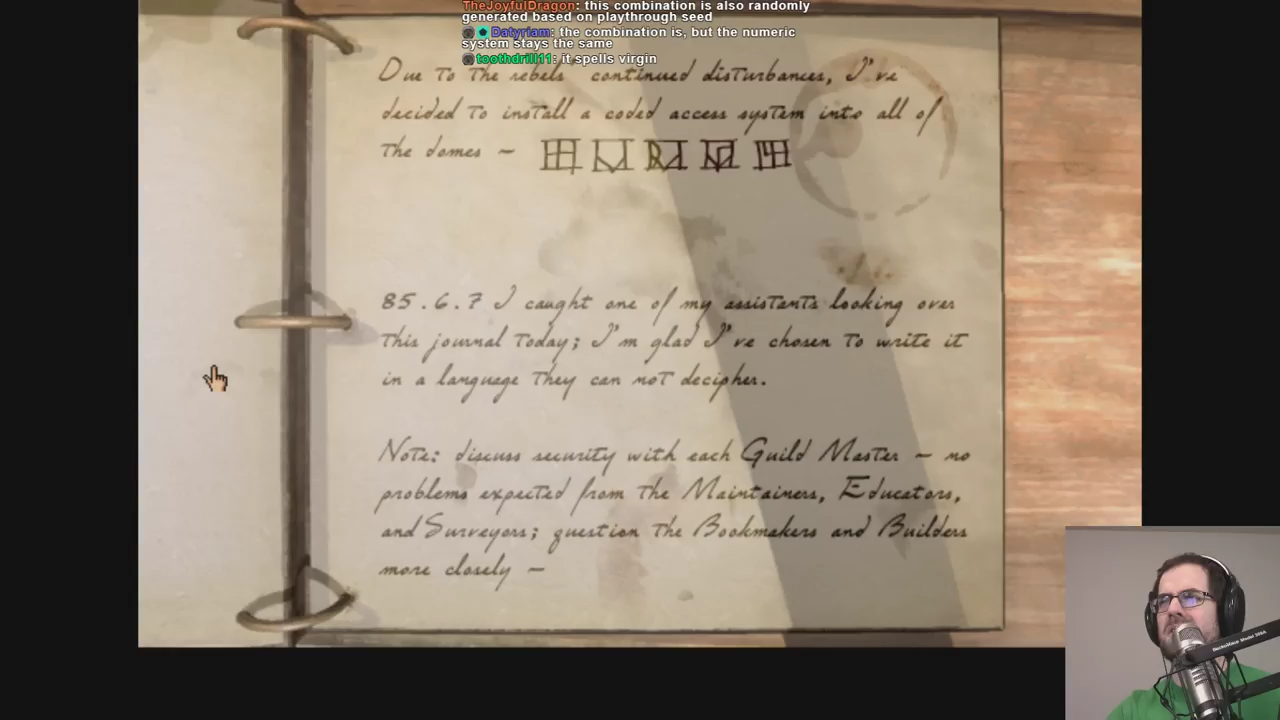 TheJoyfulDragon: this combination is also randomly
generated based on playthrough seed
Datyriam: the combination is, but the numeric
system stays the same
toothdrill11: it spells virgin
Due to the rebels continued disturbances, I've
decided to install a coded access system into all of
the domes –
85.6.7 I caught one of my assistants looking over
this journal today; I'm glad I've chosen to write it
in a language they can not decipher.
Note: discuss security with each Guild Master – no
problems expected from the Maintainers, Educators,
and Surveyors; question the Bookmakers and Builders
more closely –